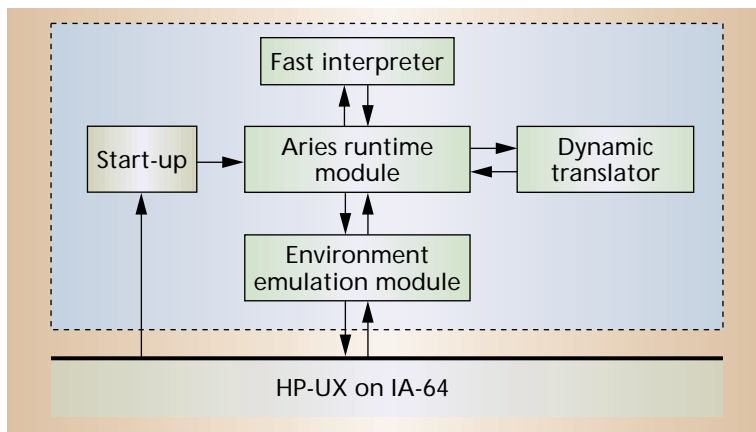 Fast interpreter
Start-up
Aries runtime
module
Dynamic
translator
Environment
emulation module
HP-UX on IA-64